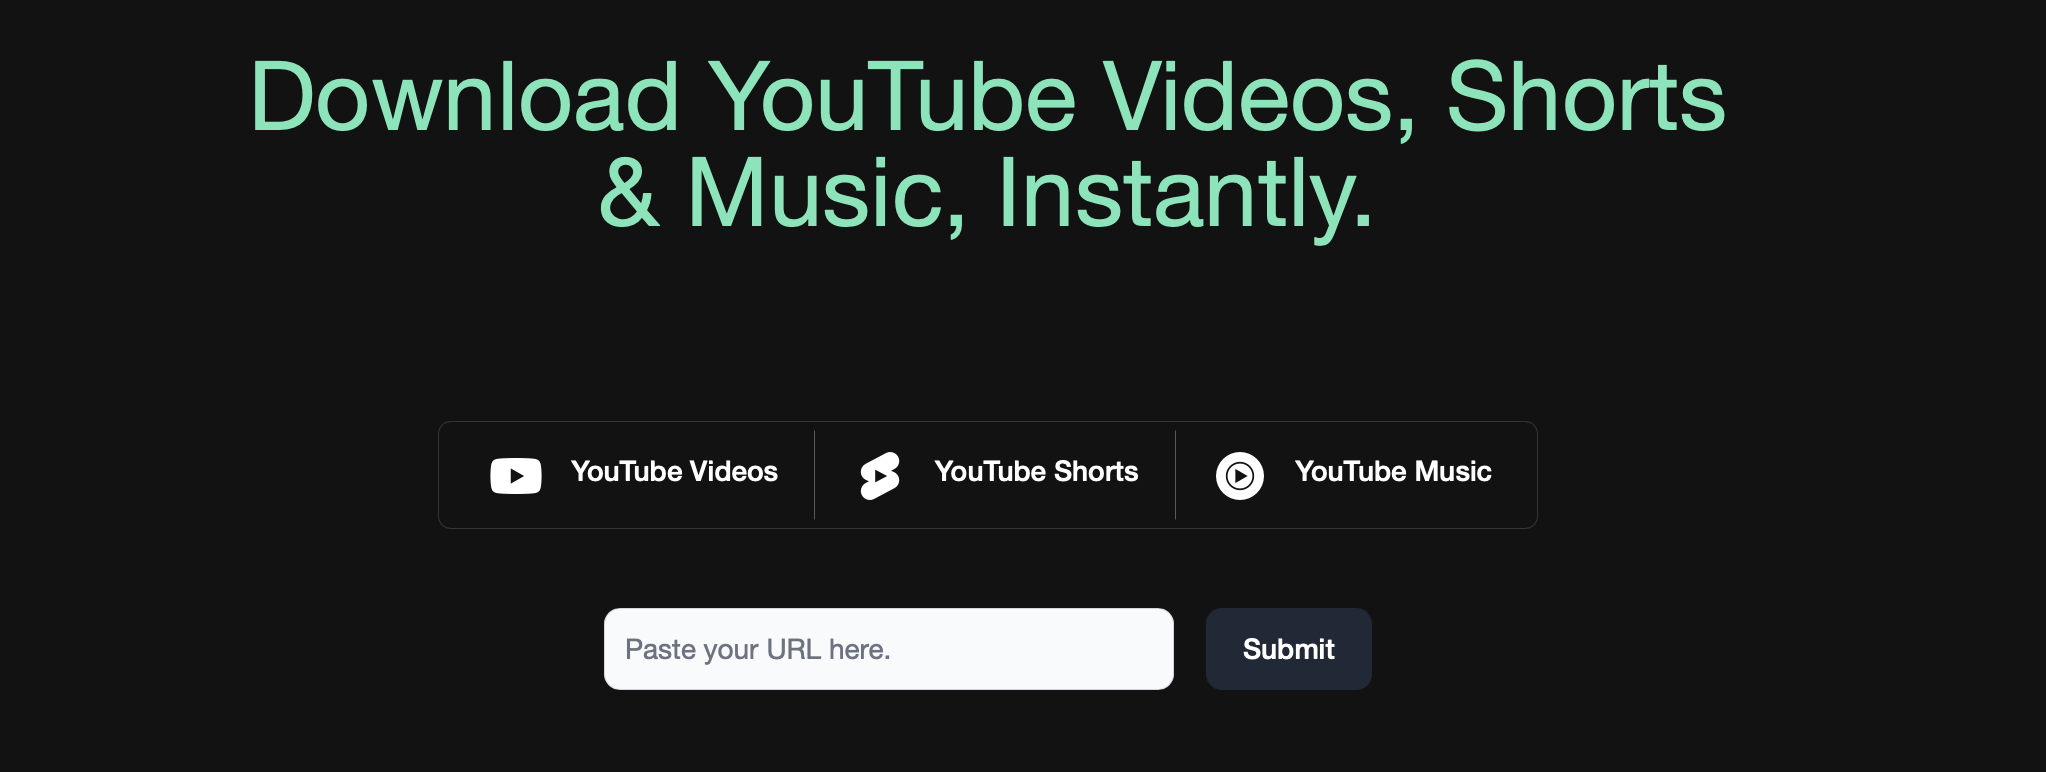 Download YouTube Videos, Shorts
& Music, Instantly.
YouTube Videos
YouTube Shorts
YouTube Music
Paste your URL here.
Submit